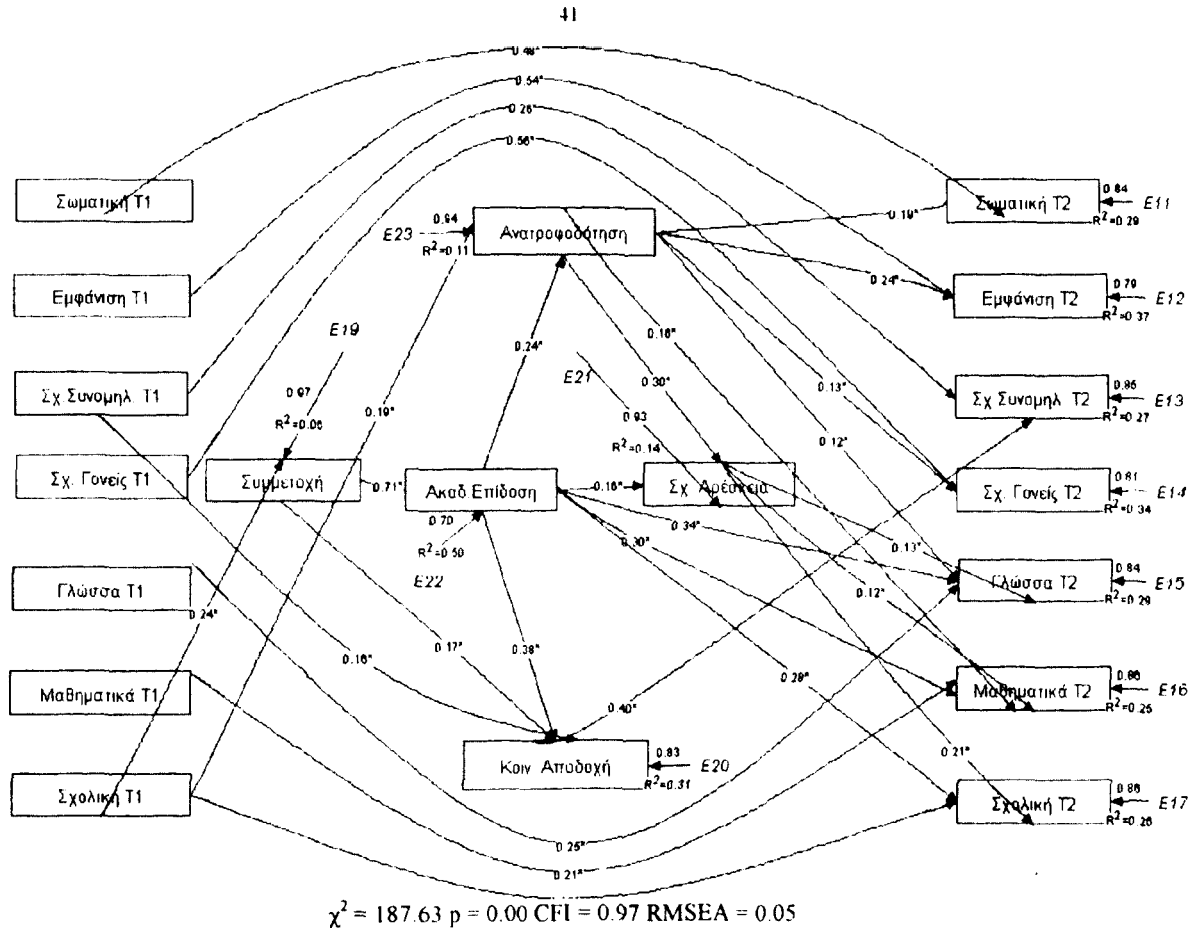 41
0.48*
0.54*
0.26*
0.56*
Σωματική Τ1
Εμφάνιση Τ1
Σχ Συνομηλ Τ1
Σχ. Γονείς Τ1
Γλώσσα Τ1
Μαθηματικά Τ1
Σχολική Τ1
E23
0.94
R²=0.11
Ανατροφοδότηση
E19
0.97
R²=0.06
Συμμετοχή
0.19*
0.24*
0.71*
0.24*
Ακαδ Επίδοση
0.70
R²=0.50
E22
E21
0.93
R²=0.14
Σχ Αρέσκεια
0.16*
0.30*
0.18*
0.34*
0.30*
0.16*
0.17*
0.38*
0.40*
0.28*
Κοιν Αποδοχή
0.83
R²=0.31
E20
0.19*
0.24*
0.13*
0.12*
0.13*
0.12*
0.21*
0.25*
0.21*
Σωματική Τ2
0.84
R²=0.29
E11
Εμφάνιση Τ2
0.79
R²=0.37
E12
Σχ Συνομηλ Τ2
0.86
R²=0.27
E13
Σχ. Γονείς Τ2
0.81
R²=0.34
E14
Γλώσσα Τ2
0.84
R²=0.29
E15
Μαθηματικά Τ2
0.86
R²=0.25
E16
Σχολική Τ2
0.86
R²=0.26
E17
χ² = 187.63 p = 0.00 CFI = 0.97 RMSEA = 0.05